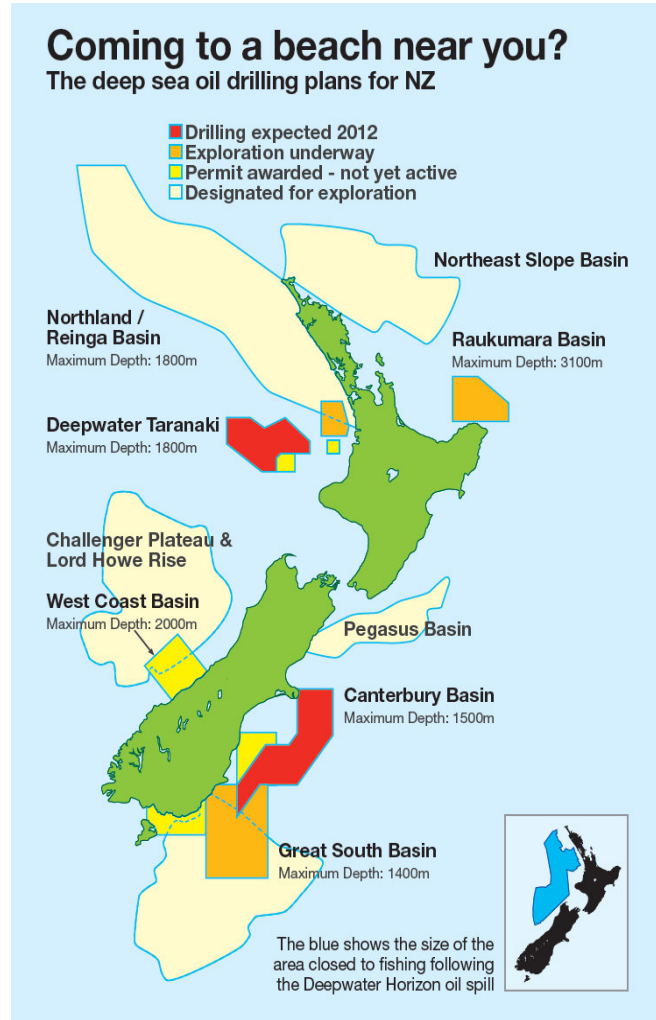 Coming to a beach near you?
The deep sea oil drilling plans for NZ
Drilling expected 2012
Exploration underway
Permit awarded - not yet active
Designated for exploration
Northeast Slope Basin
Northland /
Reinga Basin
Maximum Depth: 1800m
Raukumara Basin
Maximum Depth: 3100m
Deepwater Taranaki
Maximum Depth: 1800m
Challenger Plateau &
Lord Howe Rise
West Coast Basin
Maximum Depth: 2000m
Pegasus Basin
Canterbury Basin
Maximum Depth: 1500m
Great South Basin
Maximum Depth: 1400m
The blue shows the size of the
area closed to fishing following
the Deepwater Horizon oil spill